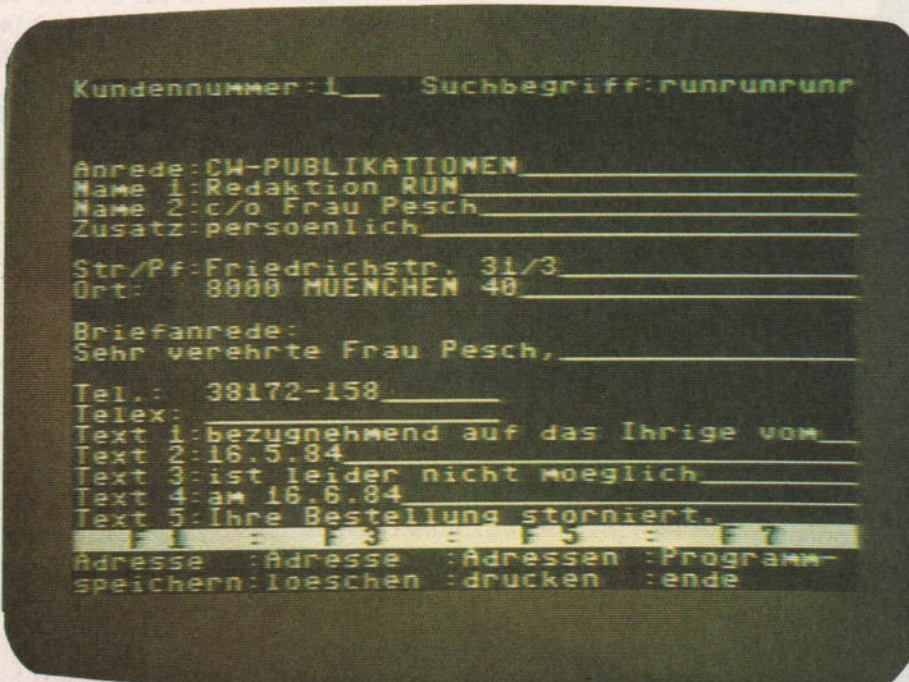 Kundennummer:1__ Suchbegriff:runrunrunr
Anrede:CW-PUBLIKATIONEN
Name 1:Redaktion RUN
Name 2:c/o Frau Pesch
Zusatz:persoenlich
Str/Pf:Friedrichstr. 31/3
Ort: 8000 MUENCHEN 40
Briefanrede:
Sehr verehrte Frau Pesch,
Tel.: 38172-158
Telex:
Text 1:bezugnehmend auf das Ihrige vom
Text 2:16.5.84
Text 3:ist leider nicht moeglich
Text 4:am 16.6.84
Text 5:Ihre Bestellung storniert.
F1 : F3 : F5 : F7
Adresse :Adresse :Adressen :Programm-
speichern:loeschen :drucken :ende